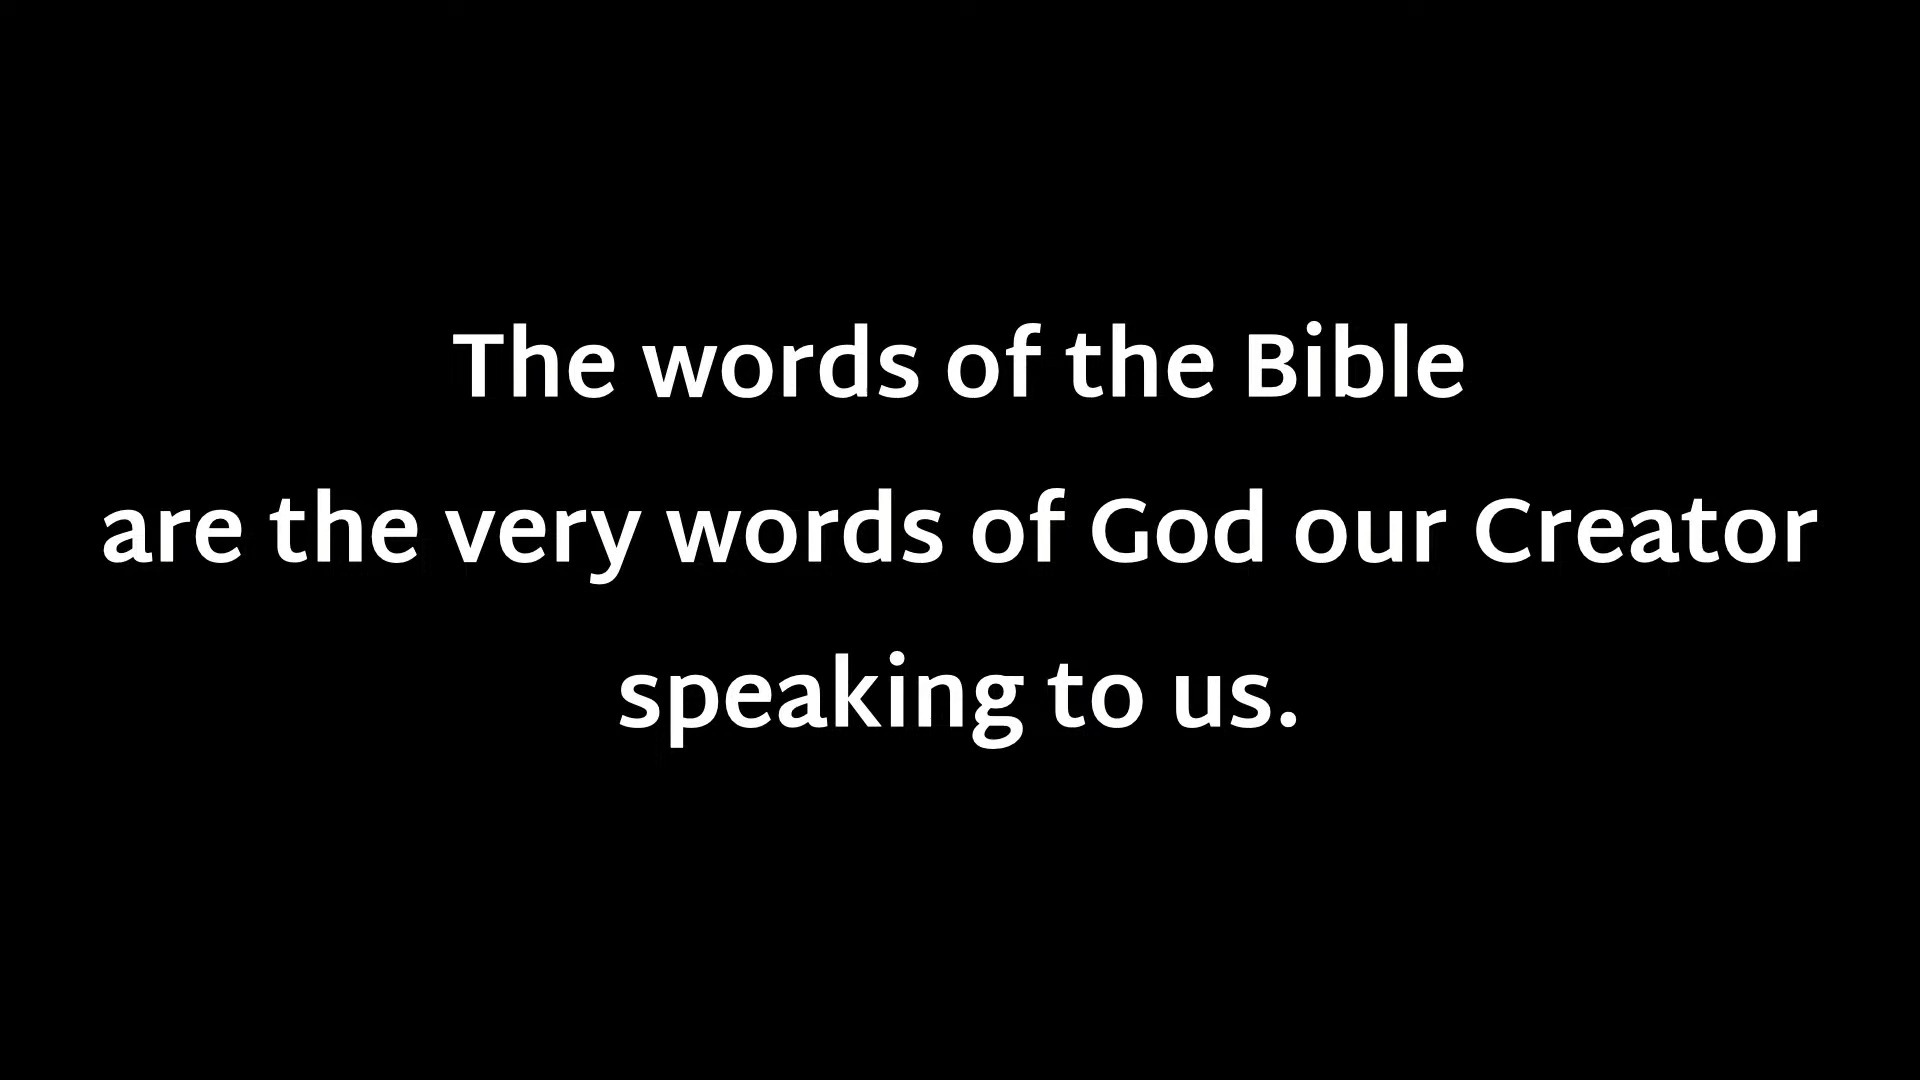 The words of the Bible
are the very words of God our Creator
speaking to us.